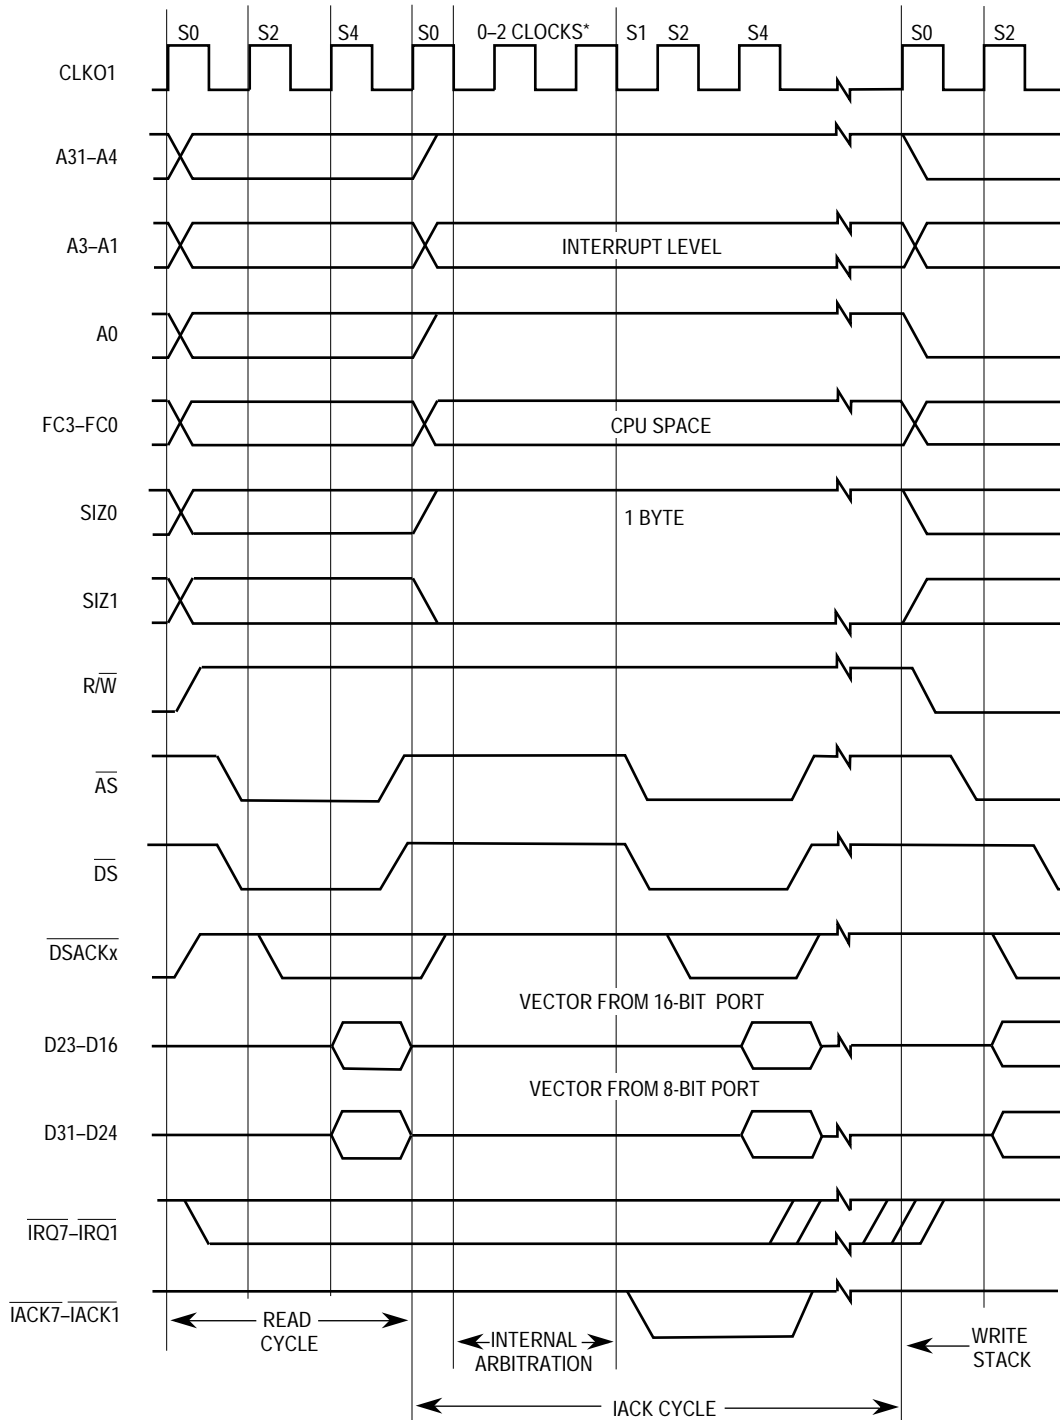 S0 S2 S4 S0 0–2 CLOCKS* S1 S2 S4 S0 S2
CLKO1
A31–A4
A3–A1 INTERRUPT LEVEL
A0
FC3–FC0 CPU SPACE
SIZ0 1 BYTE
SIZ1
R/W
AS
DS
DSACKx
VECTOR FROM 16-BIT PORT
D23–D16
VECTOR FROM 8-BIT PORT
D31–D24
IRQ7–IRQ1
IACK7–IACK1
READ
CYCLE
INTERNAL
ARBITRATION
WRITE
STACK
IACK CYCLE